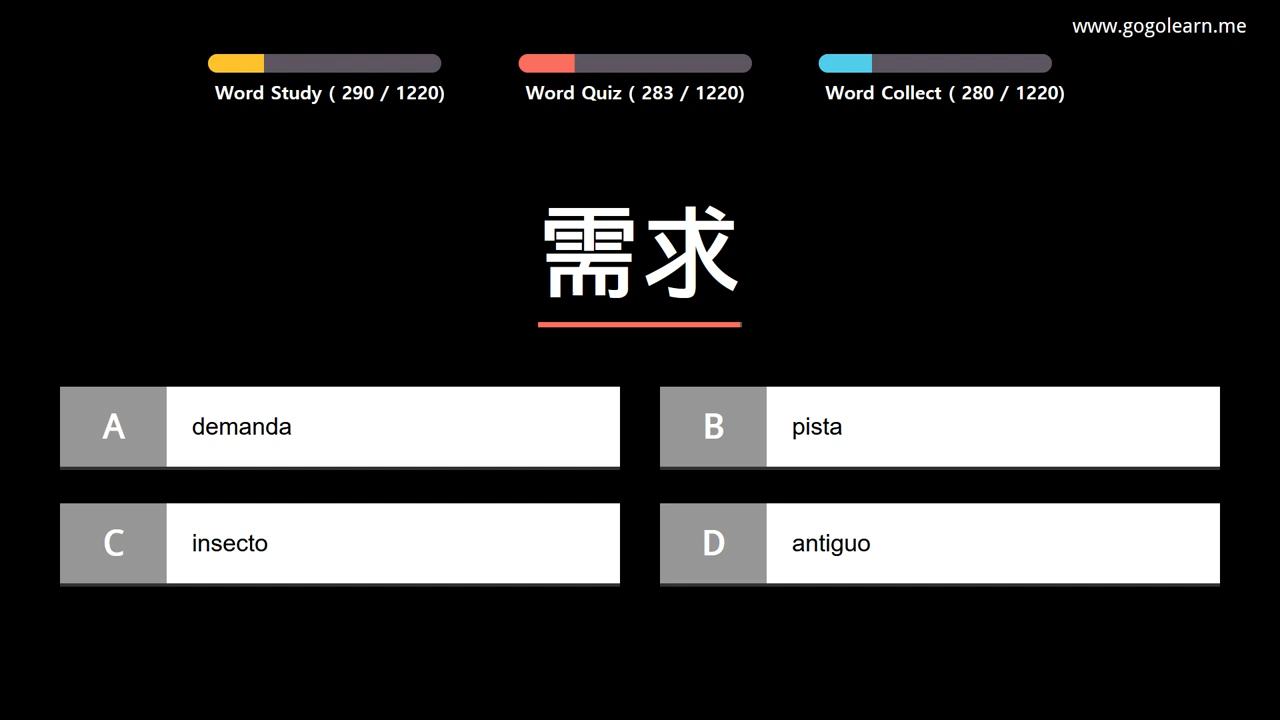 www.gogolearn.me
Word Study ( 290 / 1220)
Word Quiz ( 283 / 1220)
Word Collect ( 280 / 1220)
需求
A demanda
B pista
C insecto
D antiguo